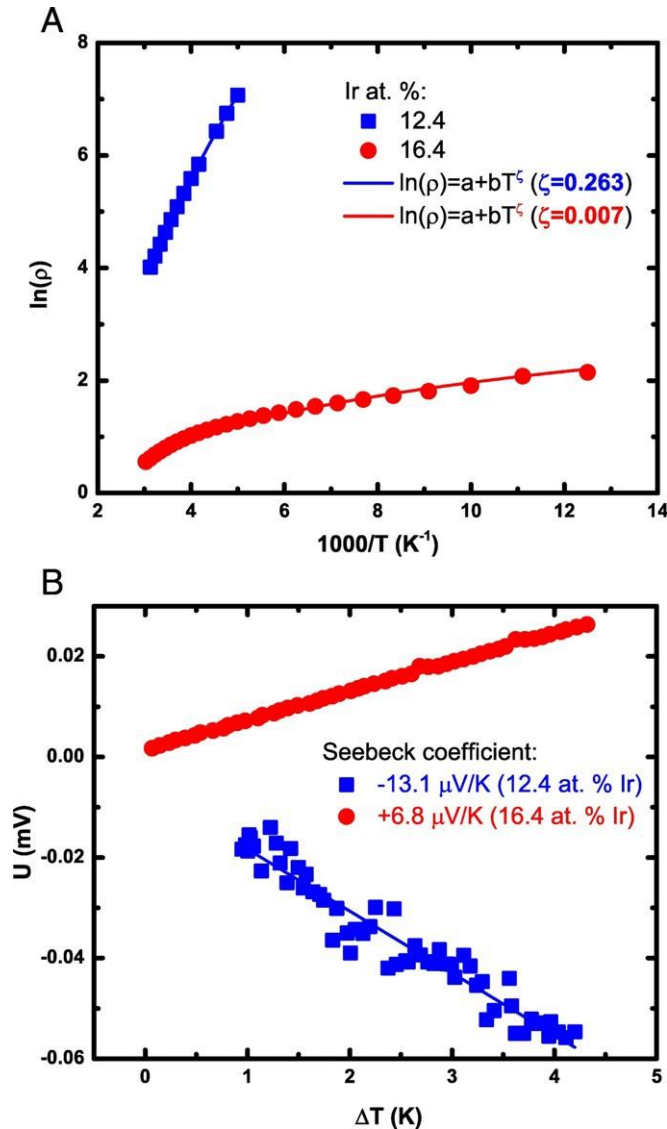 A
8
6
4
2
0
ln(ρ)
Ir at. %:
12.4
16.4
ln(ρ)=a+bT^ζ (ζ=0.263)
ln(ρ)=a+bT^ζ (ζ=0.007)
2 4 6 8 10 12 14
1000/T (K⁻¹)
B
0.02
0.00
-0.02
-0.04
-0.06
U (mV)
Seebeck coefficient:
-13.1 μV/K (12.4 at. % Ir)
+6.8 μV/K (16.4 at. % Ir)
0 1 2 3 4 5
ΔT (K)